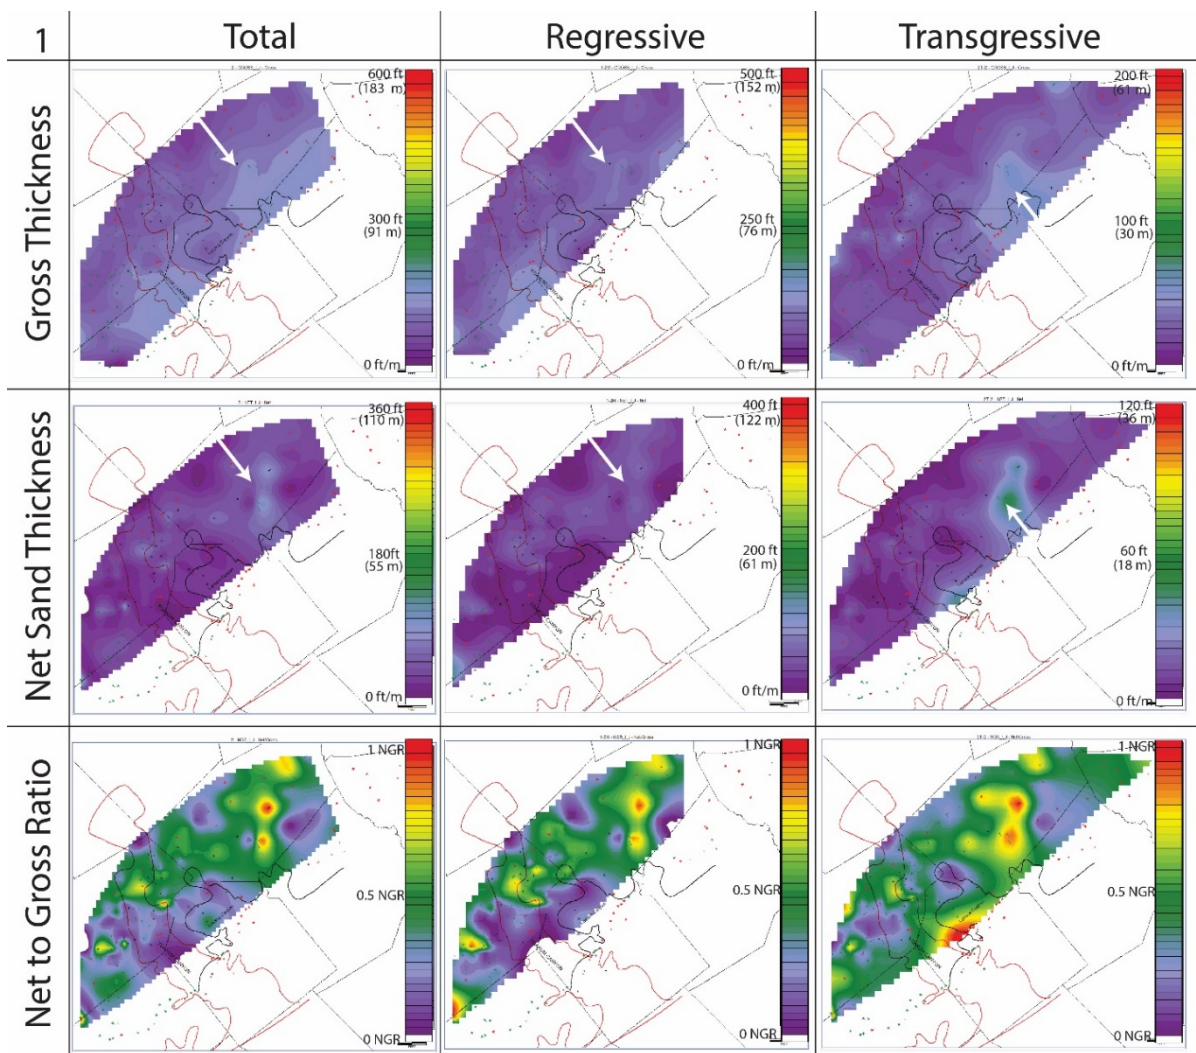 1
Total
Regressive
Transgressive
Gross Thickness
600 ft
(183 m)
300 ft
(91 m)
0 ft/m
500 ft
(152 m)
250 ft
(76 m)
0 ft/m
200 ft
(61 m)
100 ft
(30 m)
0 ft/m
Net Sand Thickness
360 ft
(110 m)
180ft
(55 m)
0 ft/m
400 ft
(122 m)
200 ft
(61 m)
0 ft/m
120 ft
(36 m)
60 ft
(18 m)
0 ft/m
Net to Gross Ratio
1 NGR
0.5 NGR
0 NGR
1 NGR
0.5 NGR
0 NGR
1 NGR
0.5 NGR
0 NGR